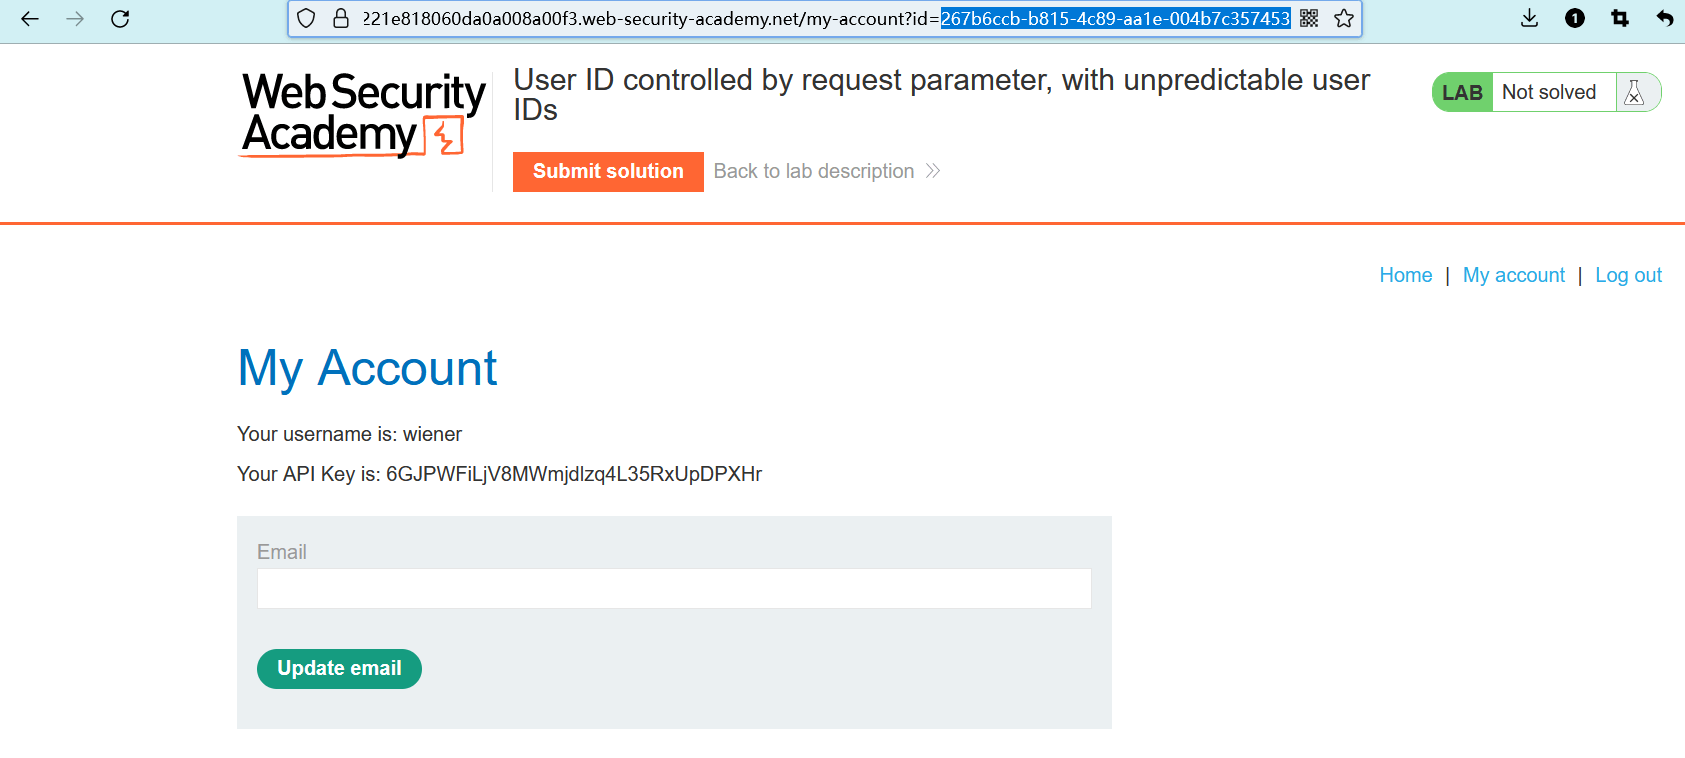 221e818060da0a008a00f3.web-security-academy.net/my-account?id=267b6ccb-b815-4c89-aa1e-004b7c357453
1
Web Security
Academy
User ID controlled by request parameter, with unpredictable user
IDs
LAB Not solved
Submit solution Back to lab description
Home | My account | Log out
My Account
Your username is: wiener
Your API Key is: 6GJPWFiLjV8MWmjdlzq4L35RxUpDPXHr
Email
Update email